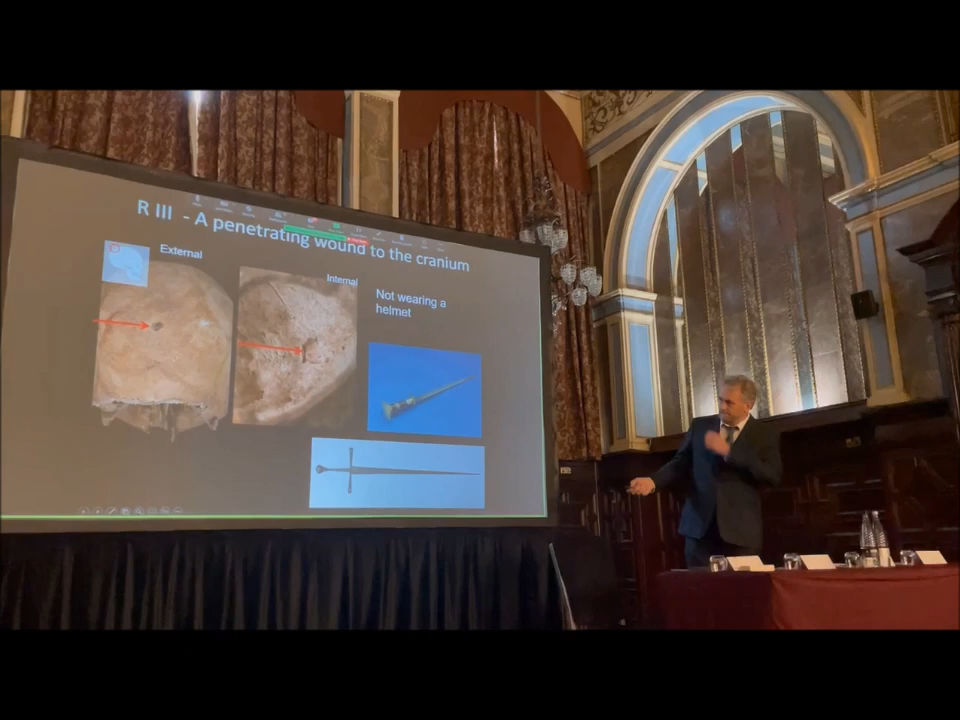 R III - A penetrating wound to the cranium
External
Internal
Not wearing a
helmet